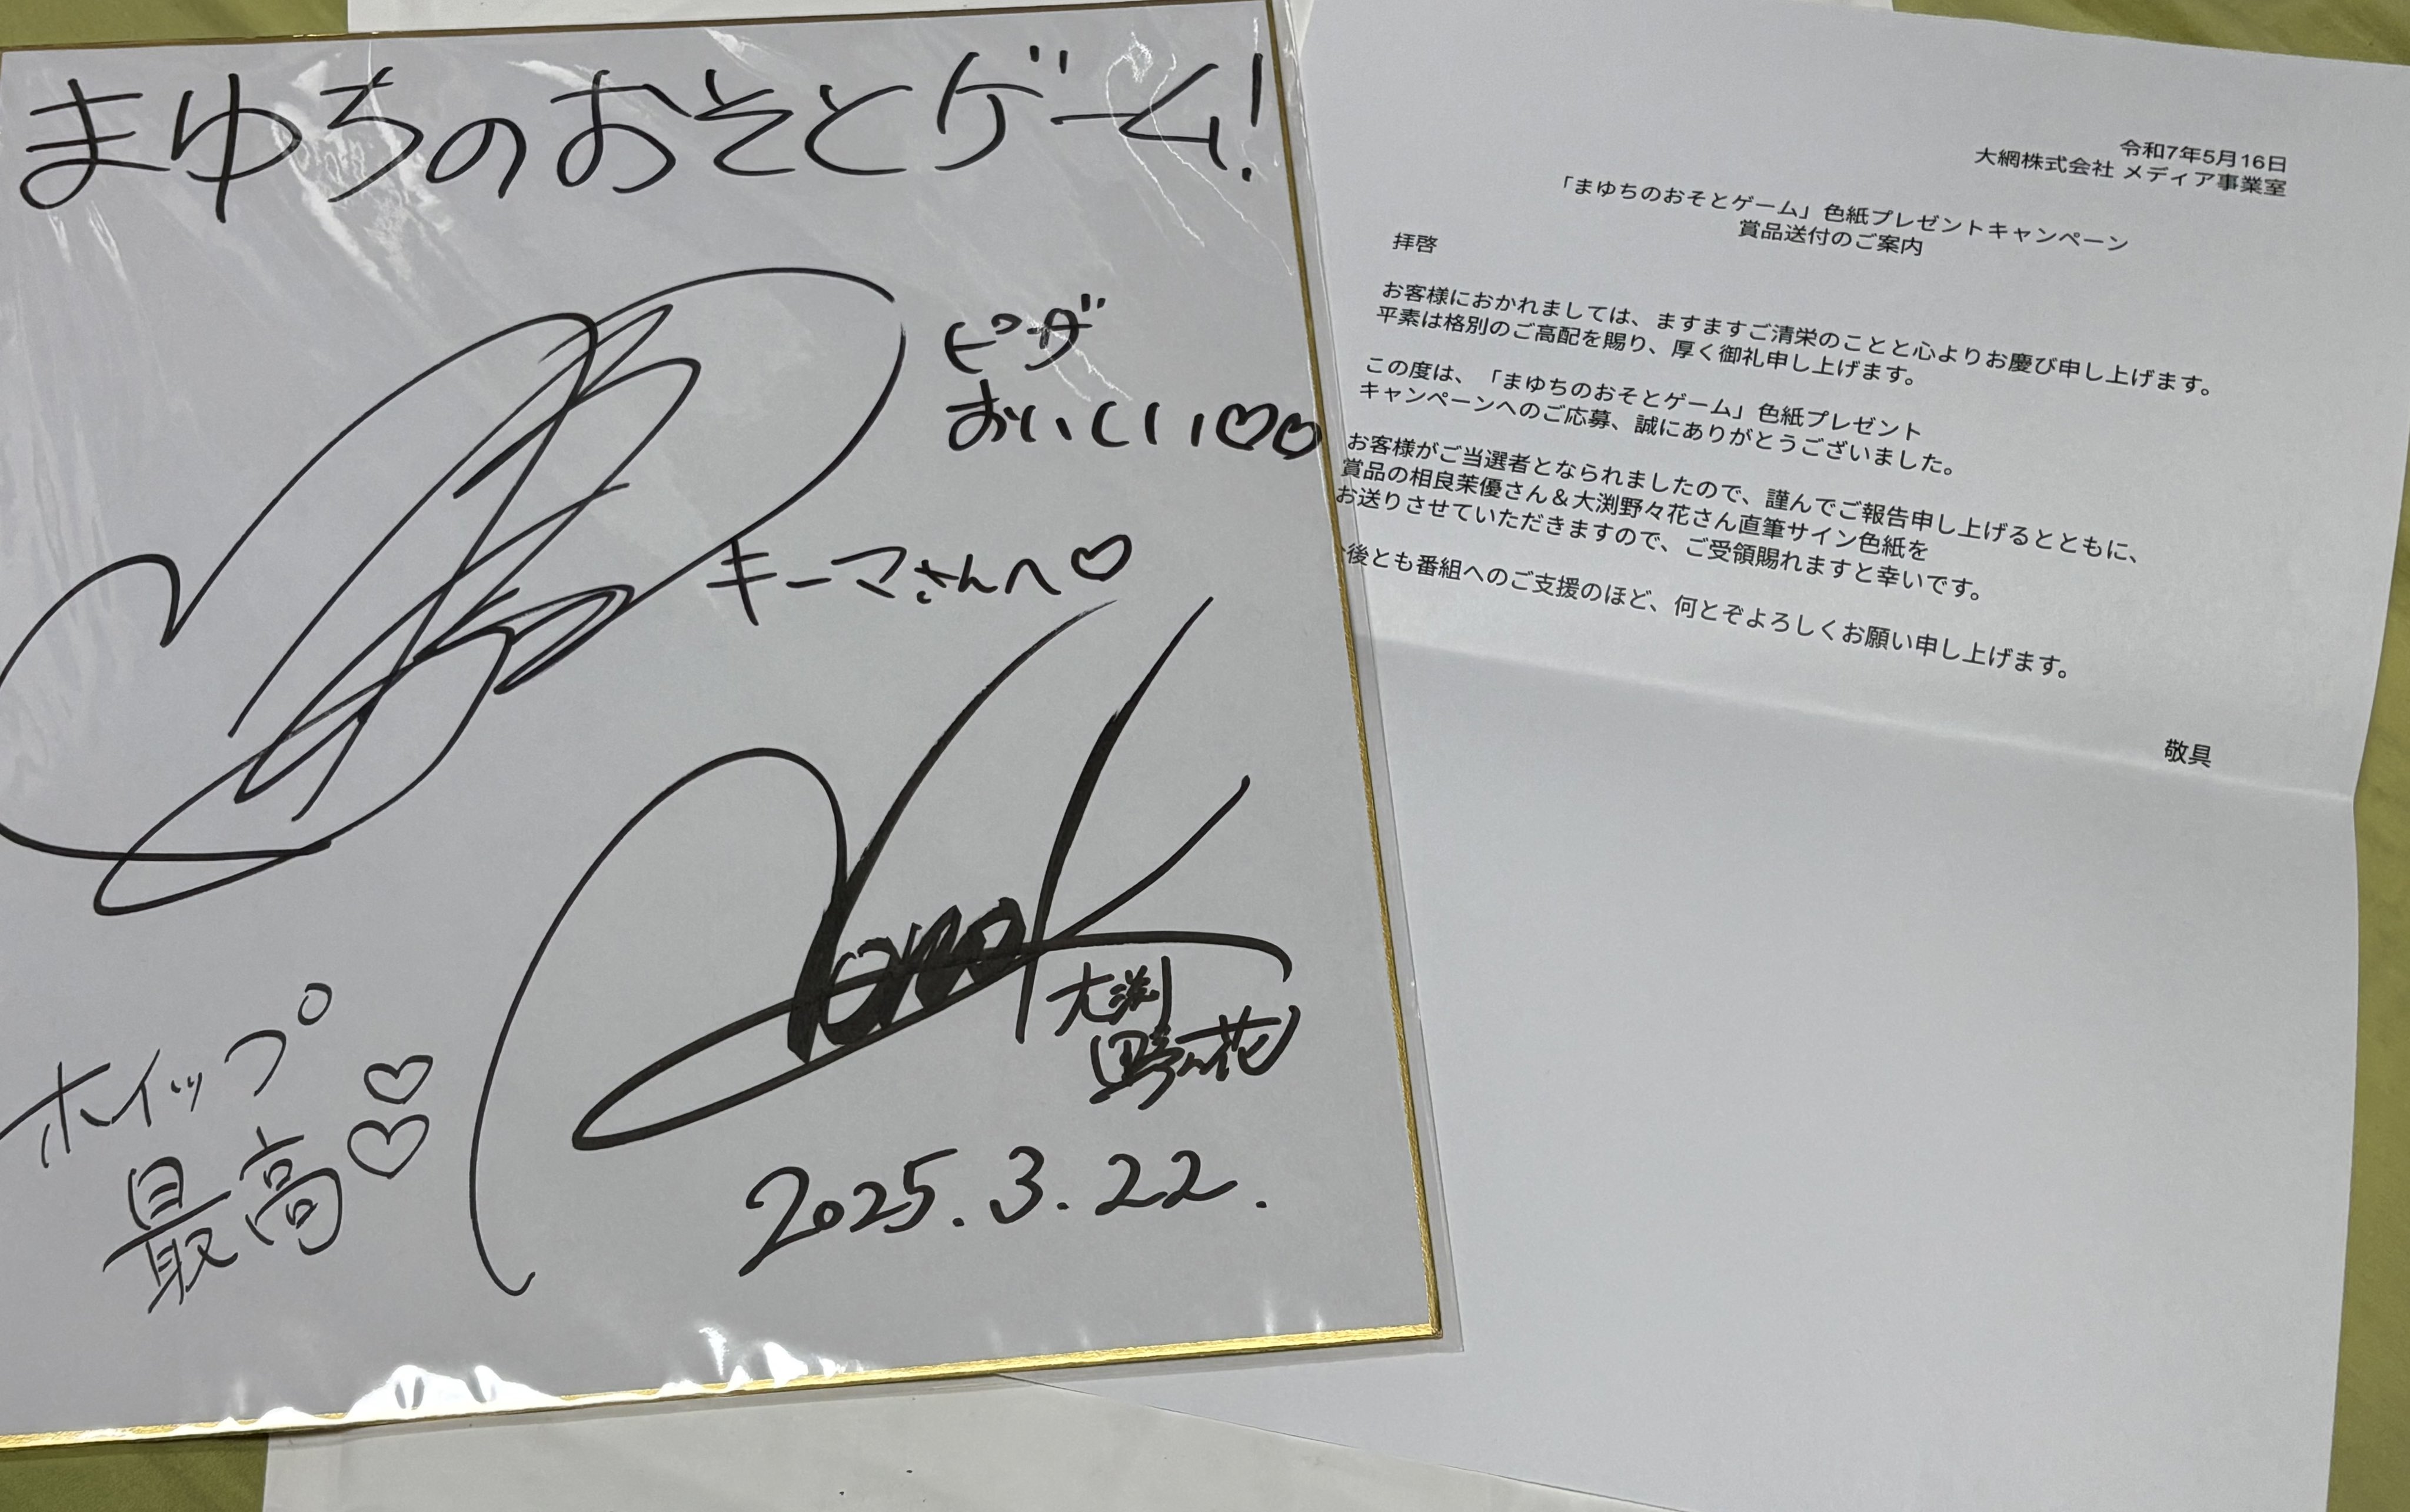 まゆちのおそとゲーム!
ピザ
おいしい♡♡
キーマさんへ♡
Nonok
大渕
野々花
ホイップ
最高♡♡
2025.3.22.
令和7年5月16日
大網株式会社 メディア事業室
「まゆちのおそとゲーム」色紙プレゼントキャンペーン
賞品送付のご案内
拝啓
お客様におかれましては、ますますご清栄のことと心よりお慶び申し上げます。
平素は格別のご高配を賜り、厚く御礼申し上げます。
この度は、「まゆちのおそとゲーム」色紙プレゼント
キャンペーンへのご応募、誠にありがとうございました。
お客様がご当選者となられましたので、謹んでご報告申し上げるとともに、
賞品の相良茉優さん＆大渕野々花さん直筆サイン色紙を
お送りさせていただきますので、ご受領賜れますと幸いです。
後とも番組へのご支援のほど、何とぞよろしくお願い申し上げます。
敬具